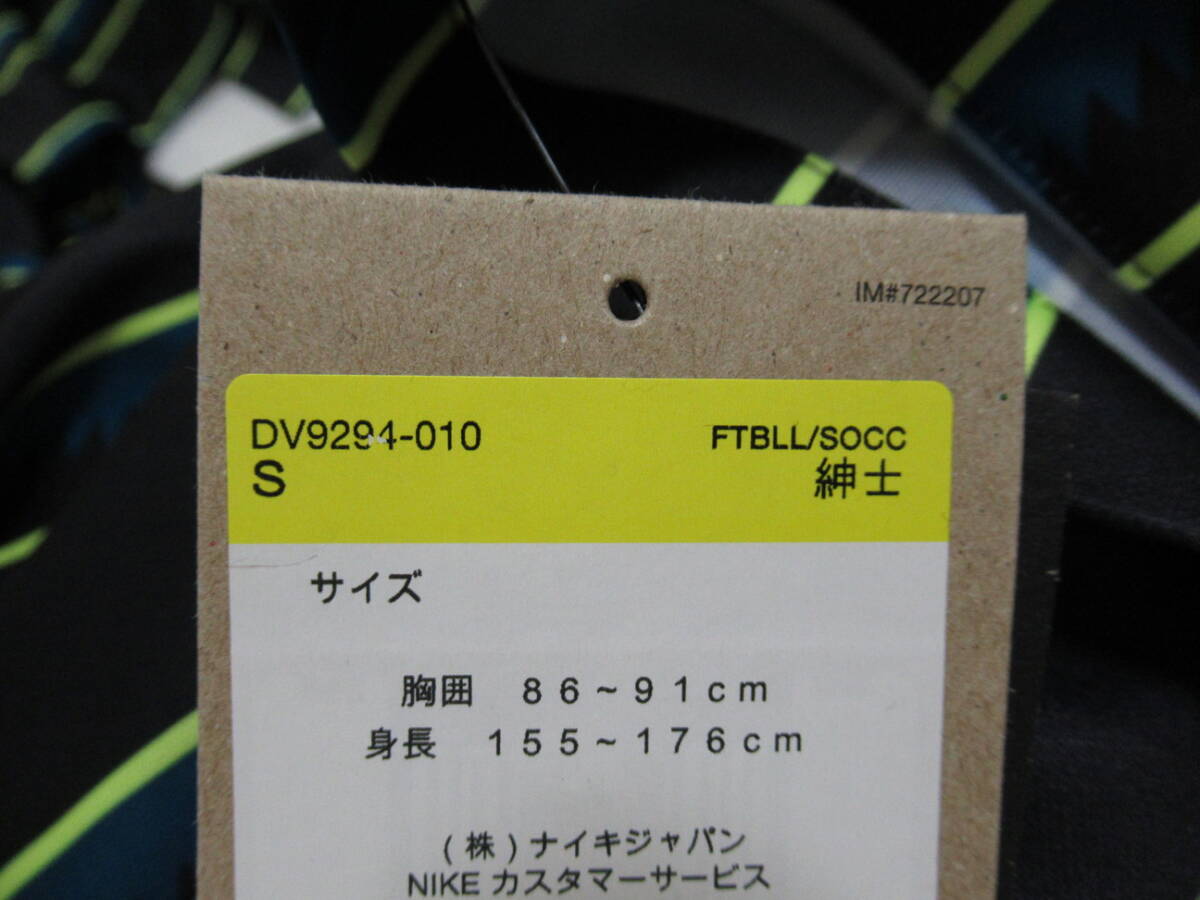 IM#722207
DV9294-010 FTBLL/SOCC
S 紳士
サイズ
胸囲 86~91cm
身長 155~176cm
(株)ナイキジャパン
NIKE カスタマーサービス